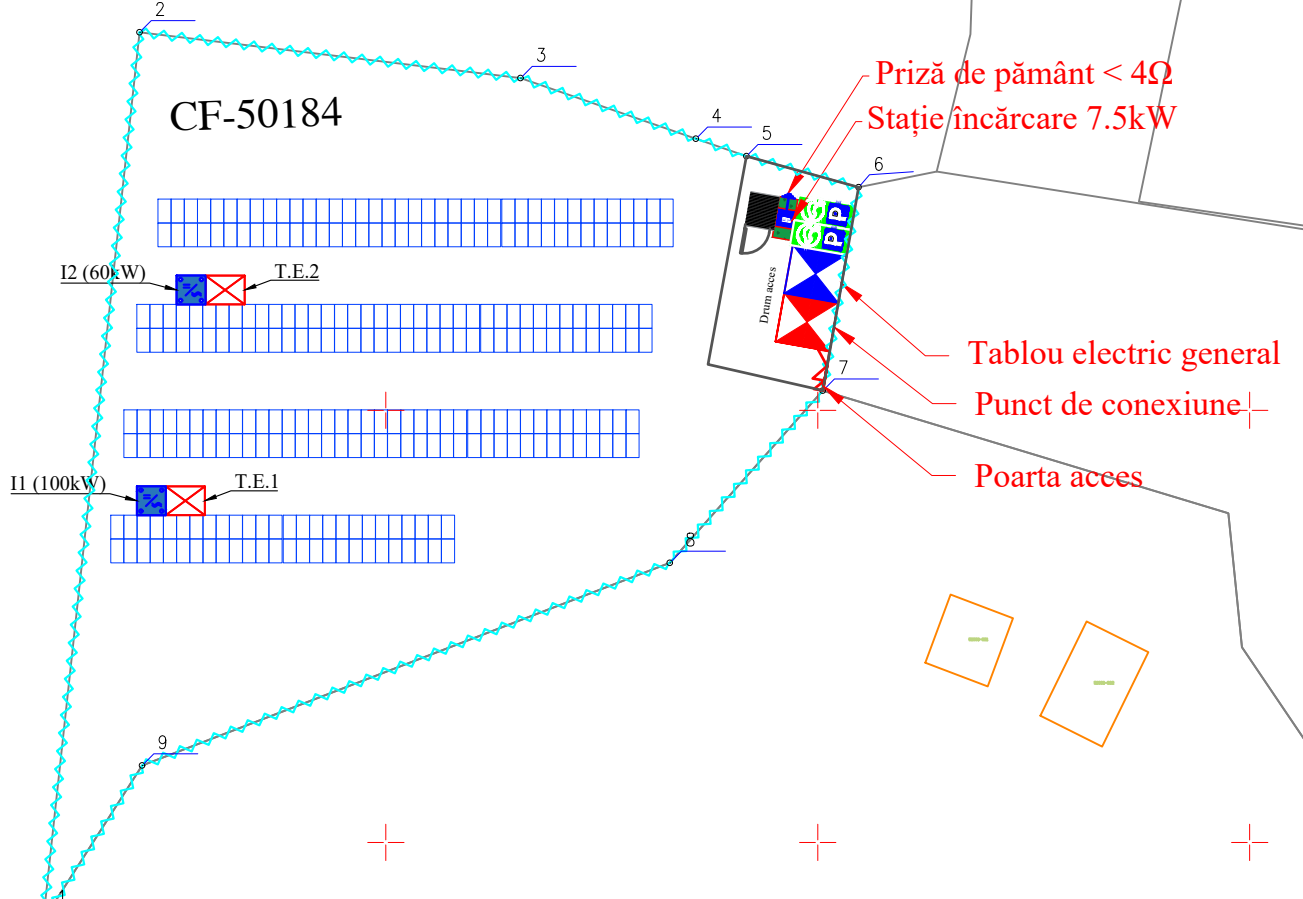 2
3
CF-50184
4
5
6
Priză de pământ < 4Ω
Stație încărcare 7.5kW
P P
P P
I2 (60kW)
T.E.2
Drum acces
7
Tablou electric general
Punct de conexiune
Poarta acces
I1 (100kW)
T.E.1
8
9
1